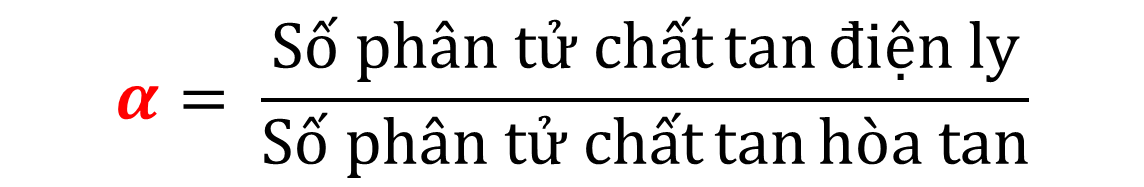 Số phân tử chất tan điện ly
α =
Số phân tử chất tan hòa tan